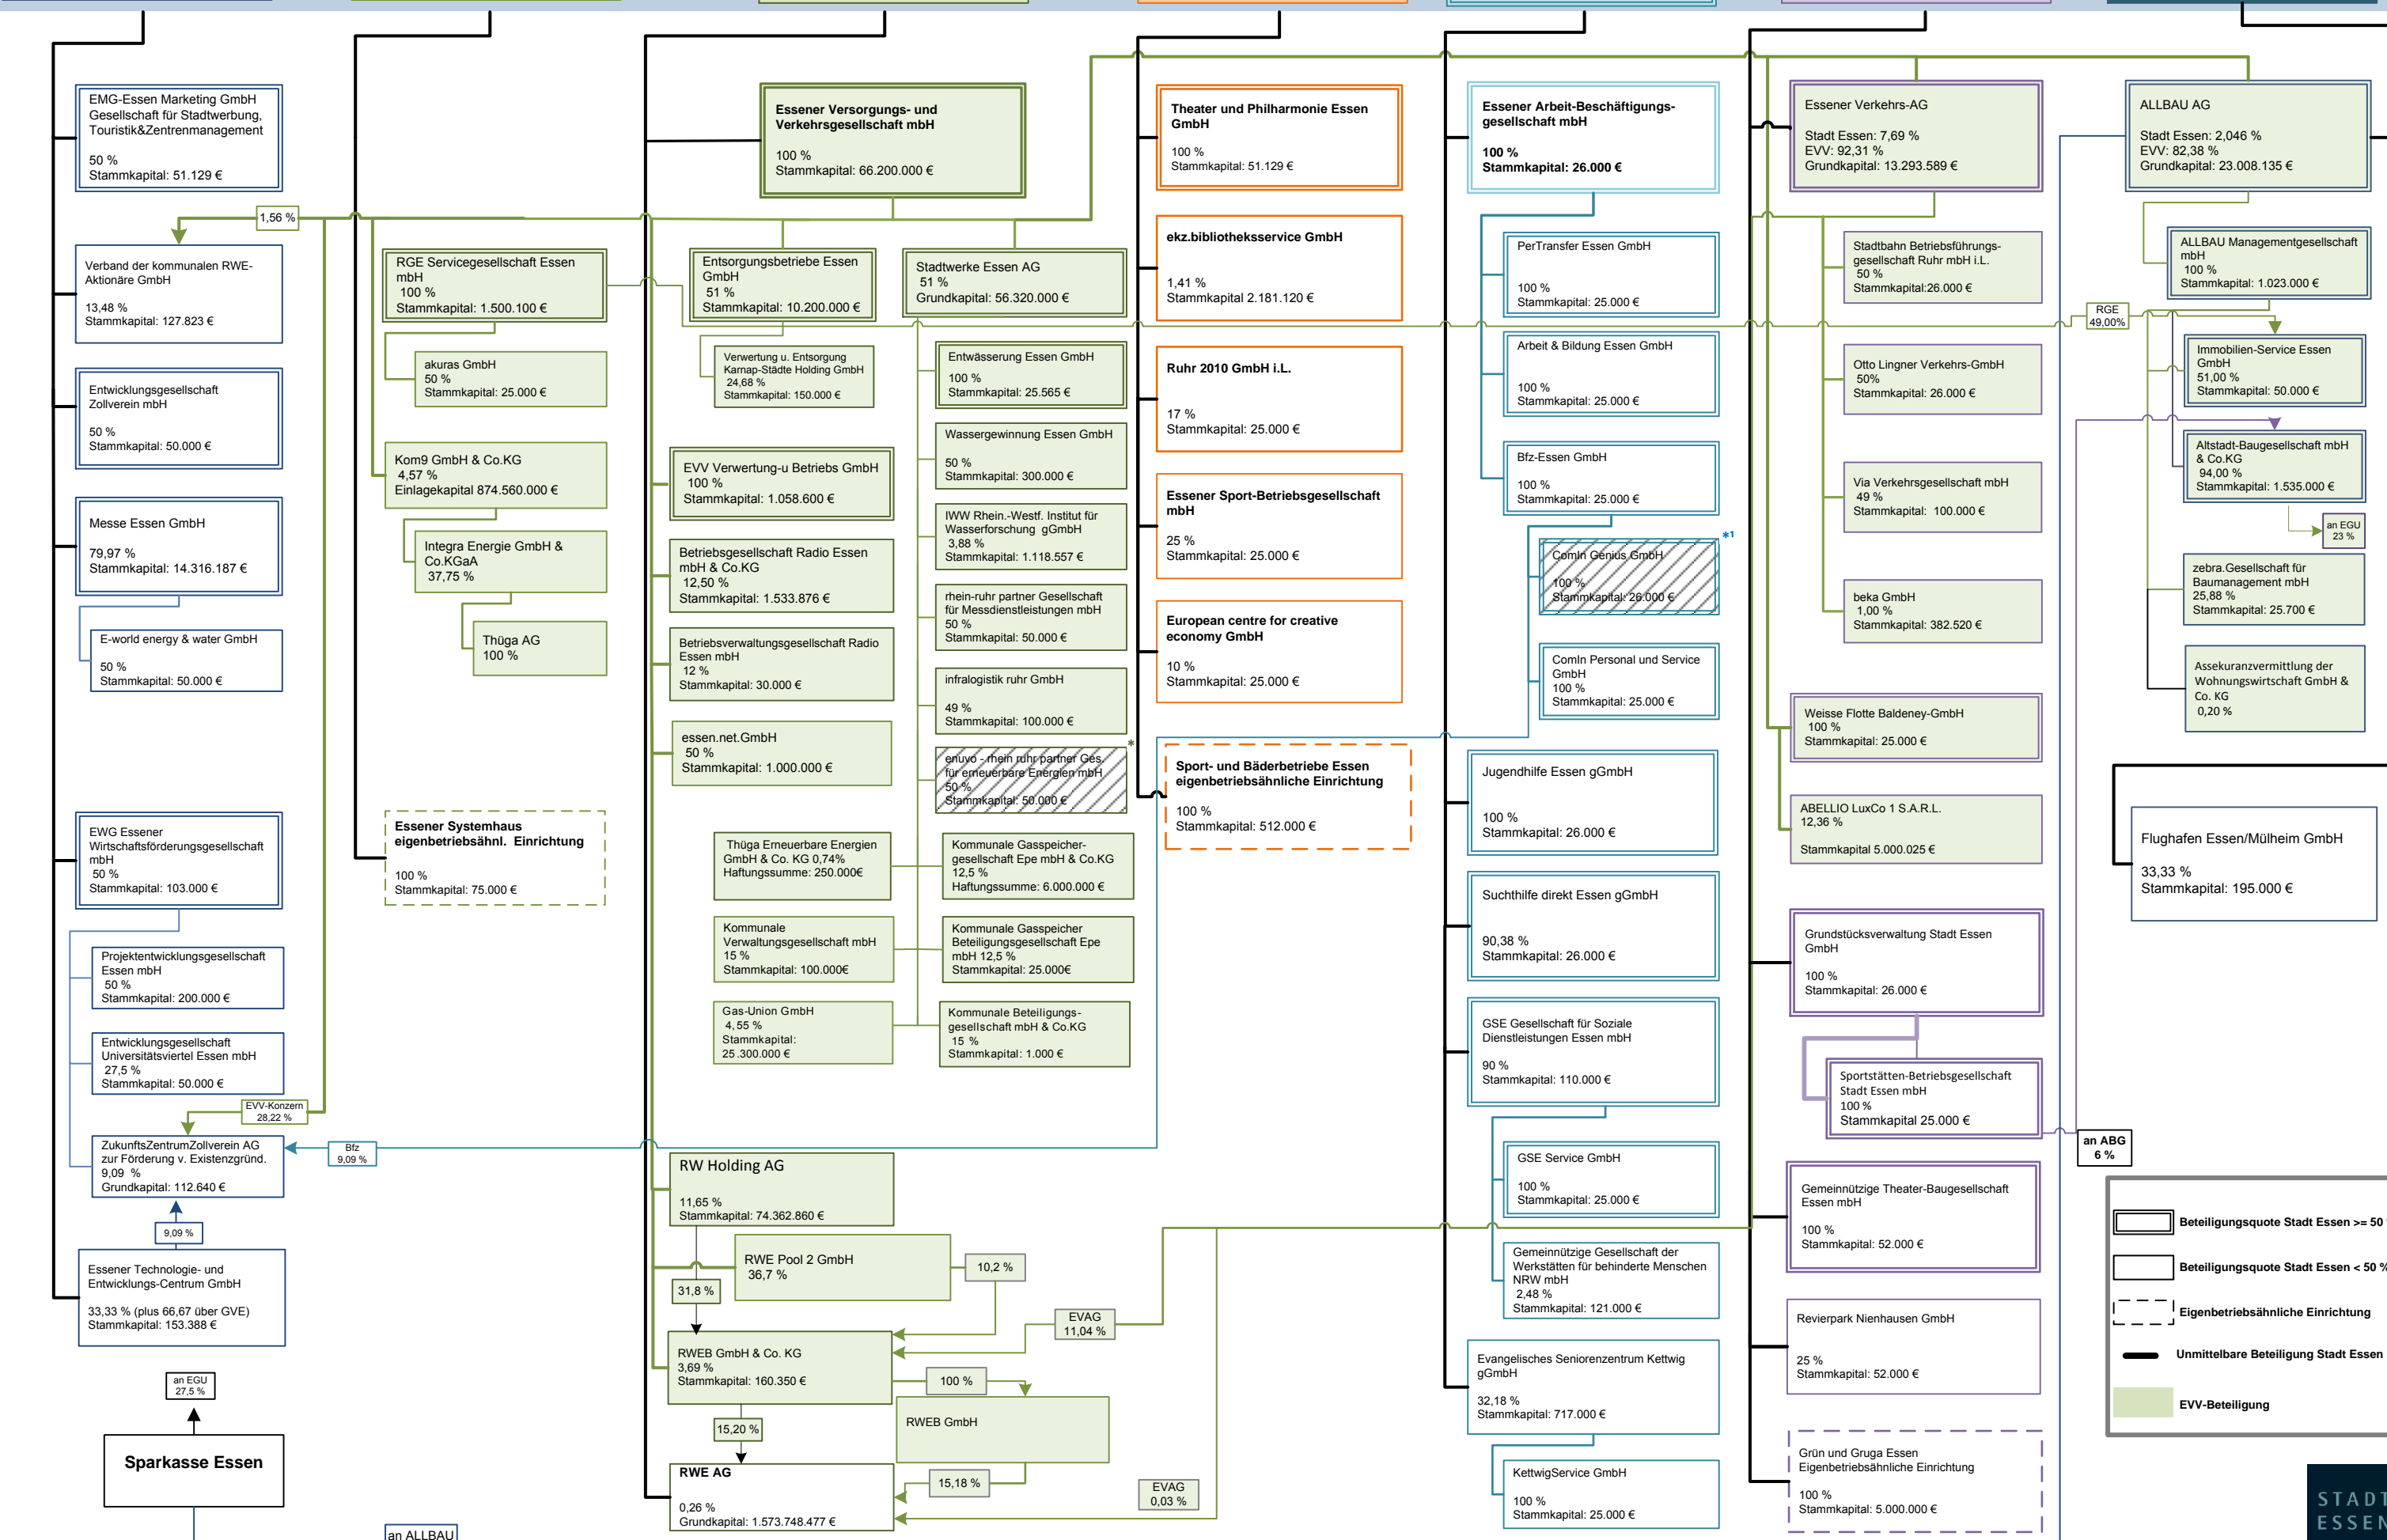 EMG-Essen Marketing GmbH
Gesellschaft für Stadtwerbung,
Touristik&Zentrenmanagement
50 %
Stammkapital: 51.129 €
1,56 %
Verband der kommunalen RWE-
Aktionäre GmbH
13,48 %
Stammkapital: 127.823 €
Entwicklungsgesellschaft
Zollverein mbH
50 %
Stammkapital: 50.000 €
Messe Essen GmbH
79,97 %
Stammkapital: 14.316.187 €
E-world energy & water GmbH
50 %
Stammkapital: 50.000 €
EWG Essener
Wirtschaftsförderungsgesellschaft
mbH
50 %
Stammkapital: 103.000 €
Projektentwicklungsgesellschaft
Essen mbH
50 %
Stammkapital: 200.000 €
Entwicklungsgesellschaft
Universitätsviertel Essen mbH
27,5 %
Stammkapital: 50.000 €
EVV-Konzern
28,22 %
ZukunftsZentrumZollverein AG
zur Förderung v. Existenzgründ.
9,09 %
Grundkapital: 112.640 €
Bfz
9,09 %
9,09 %
Essener Technologie- und
Entwicklungs-Centrum GmbH
33,33 % (plus 66,67 über GVE)
Stammkapital: 153.388 €
an EGU
27,5 %
Sparkasse Essen
an ALLBAU
RGE Servicegesellschaft Essen
mbH
100 %
Stammkapital: 1.500.100 €
akuras GmbH
50 %
Stammkapital: 25.000 €
Kom9 GmbH & Co.KG
4,57 %
Einlagekapital 874.560.000 €
Integra Energie GmbH &
Co.KGaA
37,75 %
Thüga AG
100 %
Essener Systemhaus
eigenbetriebsähnl. Einrichtung
100 %
Stammkapital: 75.000 €
Essener Versorgungs- und
Verkehrsgesellschaft mbH
100 %
Stammkapital: 66.200.000 €
Entsorgungsbetriebe Essen
GmbH
51 %
Stammkapital: 10.200.000 €
Verwertung u. Entsorgung
Karnap-Städte Holding GmbH
24,68 %
Stammkapital: 150.000 €
EVV Verwertung-u Betriebs GmbH
100 %
Stammkapital: 1.058.600 €
Betriebsgesellschaft Radio Essen
mbH & Co.KG
12,50 %
Stammkapital: 1.533.876 €
Betriebsverwaltungsgesellschaft Radio
Essen mbH
12 %
Stammkapital: 30.000 €
essen.net.GmbH
50 %
Stammkapital: 1.000.000 €
Stadtwerke Essen AG
51 %
Grundkapital: 56.320.000 €
Entwässerung Essen GmbH
100 %
Stammkapital: 25.565 €
Wassergewinnung Essen GmbH
50 %
Stammkapital: 300.000 €
IWW Rhein.-Westf. Institut für
Wasserforschung gGmbH
3,88 %
Stammkapital: 1.118.557 €
rhein-ruhr partner Gesellschaft
für Messdienstleistungen mbH
50 %
Stammkapital: 50.000 €
infralogistik ruhr GmbH
49 %
Stammkapital: 100.000 €
*
enuvo - rhein ruhr partner Ges.
für erneuerbare Energien mbH
50 %
Stammkapital: 50.000 €
Thüga Erneuerbare Energien
GmbH & Co. KG 0,74%
Haftungssumme: 250.000€
Kommunale Gasspeicher-
gesellschaft Epe mbH & Co.KG
12,5 %
Haftungssumme: 6.000.000 €
Kommunale
Verwaltungsgesellschaft mbH
15 %
Stammkapital: 100.000€
Kommunale Gasspeicher
Beteiligungsgesellschaft Epe
mbH 12,5 %
Stammkapital: 25.000€
Gas-Union GmbH
4,55 %
Stammkapital:
25.300.000 €
Kommunale Beteiligungs-
gesellschaft mbH & Co.KG
15 %
Stammkapital: 1.000 €
RW Holding AG
11,65 %
Stammkapital: 74.362.860 €
RWE Pool 2 GmbH
36,7 %
10,2 %
31,8 %
EVAG
11,04 %
RWEB GmbH & Co. KG
3,69 %
Stammkapital: 160.350 €
100 %
RWEB GmbH
15,20 %
RWE AG
0,26 %
Grundkapital: 1.573.748.477 €
15,18 %
EVAG
0,03 %
Theater und Philharmonie Essen
GmbH
100 %
Stammkapital: 51.129 €
ekz.bibliotheksservice GmbH
1,41 %
Stammkapital 2.181.120 €
Ruhr 2010 GmbH i.L.
17 %
Stammkapital: 25.000 €
Essener Sport-Betriebsgesellschaft
mbH
25 %
Stammkapital: 25.000 €
European centre for creative
economy GmbH
10 %
Stammkapital: 25.000 €
Sport- und Bäderbetriebe Essen
eigenbetriebsähnliche Einrichtung
100 %
Stammkapital: 512.000 €
Essener Arbeit-Beschäftigungs-
gesellschaft mbH
100 %
Stammkapital: 26.000 €
PerTransfer Essen GmbH
100 %
Stammkapital: 25.000 €
Arbeit & Bildung Essen GmbH
100 %
Stammkapital: 25.000 €
Bfz-Essen GmbH
100 %
Stammkapital: 25.000 €
*1
ComIn Genius GmbH
100 %
Stammkapital: 26.000 €
ComIn Personal und Service
GmbH
100 %
Stammkapital: 25.000 €
Jugendhilfe Essen gGmbH
100 %
Stammkapital: 26.000 €
Suchthilfe direkt Essen gGmbH
90,38 %
Stammkapital: 26.000 €
GSE Gesellschaft für Soziale
Dienstleistungen Essen mbH
90 %
Stammkapital: 110.000 €
GSE Service GmbH
100 %
Stammkapital: 25.000 €
Gemeinnützige Gesellschaft der
Werkstätten für behinderte Menschen
NRW mbH
2,48 %
Stammkapital: 121.000 €
Evangelisches Seniorenzentrum Kettwig
gGmbH
32,18 %
Stammkapital: 717.000 €
KettwigService GmbH
100 %
Stammkapital: 25.000 €
Essener Verkehrs-AG
Stadt Essen: 7,69 %
EVV: 92,31 %
Grundkapital: 13.293.589 €
Stadtbahn Betriebsführungs-
gesellschaft Ruhr mbH i.L.
50 %
Stammkapital:26.000 €
Otto Lingner Verkehrs-GmbH
50%
Stammkapital: 26.000 €
Via Verkehrsgesellschaft mbH
49 %
Stammkapital: 100.000 €
beka GmbH
1,00 %
Stammkapital: 382.520 €
Weisse Flotte Baldeney-GmbH
100 %
Stammkapital: 25.000 €
ABELLIO LuxCo 1 S.A.R.L.
12,36 %
Stammkapital 5.000.025 €
Grundstücksverwaltung Stadt Essen
GmbH
100 %
Stammkapital: 26.000 €
Sportstätten-Betriebsgesellschaft
Stadt Essen mbH
100 %
Stammkapital 25.000 €
an ABG
6 %
Gemeinnützige Theater-Baugesellschaft
Essen mbH
100 %
Stammkapital: 52.000 €
Revierpark Nienhausen GmbH
25 %
Stammkapital: 52.000 €
Grün und Gruga Essen
Eigenbetriebsähnliche Einrichtung
100 %
Stammkapital: 5.000.000 €
ALLBAU AG
Stadt Essen: 2,046 %
EVV: 82,38 %
Grundkapital: 23.008.135 €
ALLBAU Managementgesellschaft
mbH
100 %
Stammkapital: 1.023.000 €
RGE
49,00%
Immobilien-Service Essen
GmbH
51,00 %
Stammkapital: 50.000 €
Altstadt-Baugesellschaft mbH
& Co.KG
94,00 %
Stammkapital: 1.535.000 €
an EGU
23 %
zebra.Gesellschaft für
Baumanagement mbH
25,88 %
Stammkapital: 25.700 €
Assekuranzvermittlung der
Wohnungswirtschaft GmbH &
Co. KG
0,20 %
Flughafen Essen/Mülheim GmbH
33,33 %
Stammkapital: 195.000 €
Beteiligungsquote Stadt Essen >= 50
Beteiligungsquote Stadt Essen < 50 %
Eigenbetriebsähnliche Einrichtung
Unmittelbare Beteiligung Stadt Essen
EVV-Beteiligung
STADT
ESSEN